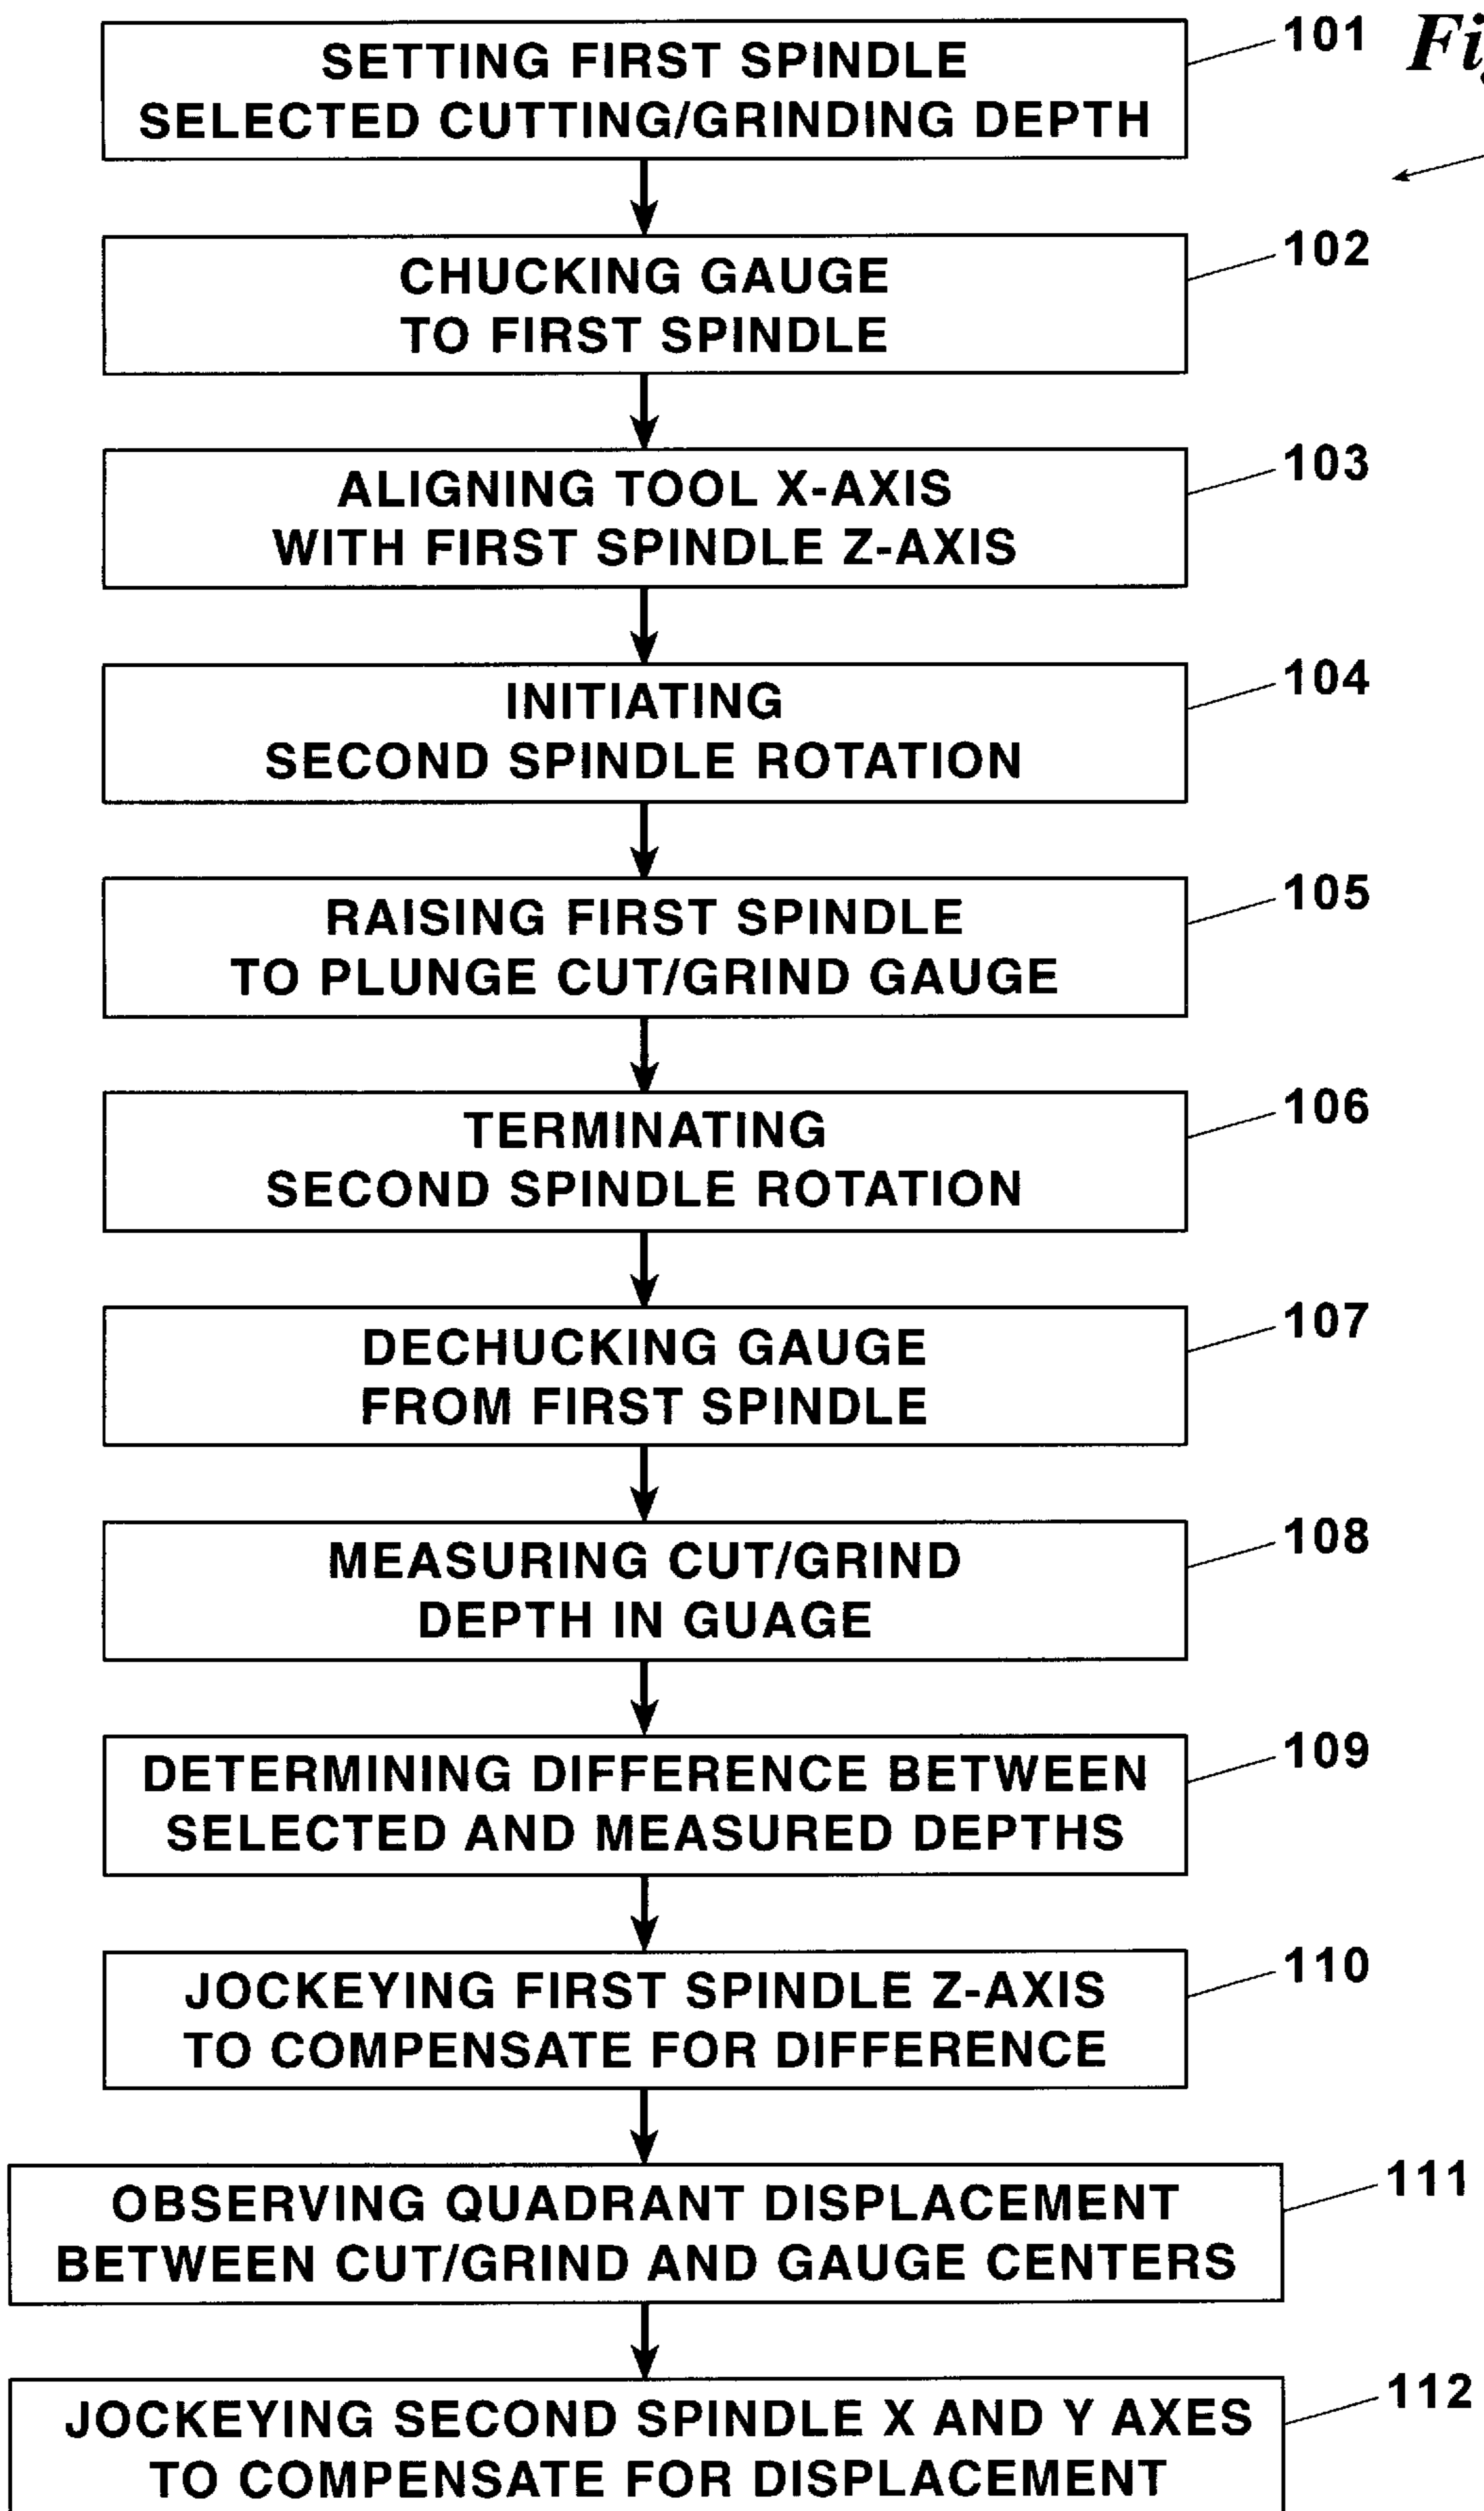 101
SETTING FIRST SPINDLE
SELECTED CUTTING/GRINDING DEPTH
102
CHUCKING GAUGE
TO FIRST SPINDLE
103
ALIGNING TOOL X-AXIS
WITH FIRST SPINDLE Z-AXIS
104
INITIATING
SECOND SPINDLE ROTATION
105
RAISING FIRST SPINDLE
TO PLUNGE CUT/GRIND GAUGE
106
TERMINATING
SECOND SPINDLE ROTATION
107
DECHUCKING GAUGE
FROM FIRST SPINDLE
108
MEASURING CUT/GRIND
DEPTH IN GUAGE
109
DETERMINING DIFFERENCE BETWEEN
SELECTED AND MEASURED DEPTHS
110
JOCKEYING FIRST SPINDLE Z-AXIS
TO COMPENSATE FOR DIFFERENCE
111
OBSERVING QUADRANT DISPLACEMENT
BETWEEN CUT/GRIND AND GAUGE CENTERS
112
JOCKEYING SECOND SPINDLE X AND Y AXES
TO COMPENSATE FOR DISPLACEMENT